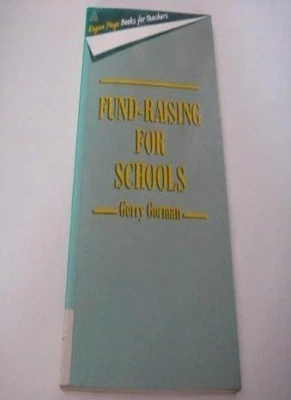 Kogan Page Books for Teachers
FUND-RAISING
FOR
SCHOOLS
Gerry Gorman